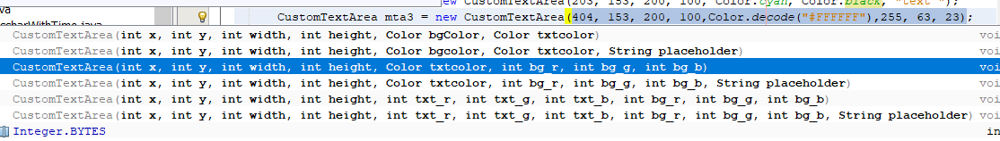 ew CustomTextArea(203, 153, 200, 100, Color.cyan, Color.black, "text");
va
scharWithTime.java
CustomTextArea mta3 = new CustomTextArea(404, 153, 200, 100,Color.decode("#FFFFFF"),255, 63, 23);
CustomTextArea(int x, int y, int width, int height, Color bgColor, Color txtcolor) voi
CustomTextArea(int x, int y, int width, int height, Color bgcolor, Color txtcolor, String placeholder) voi
CustomTextArea(int x, int y, int width, int height, Color txtcolor, int bg_r, int bg_g, int bg_b) voi
CustomTextArea(int x, int y, int width, int height, Color txtcolor, int bg_r, int bg_g, int bg_b, String placeholder) voi
CustomTextArea(int x, int y, int width, int height, int txt_r, int txt_g, int txt_b, int bg_r, int bg_g, int bg_b) voi
CustomTextArea(int x, int y, int width, int height, int txt_r, int txt_g, int txt_b, int bg_r, int bg_g, int bg_b, String placeholder) voi
Integer.BYTES in